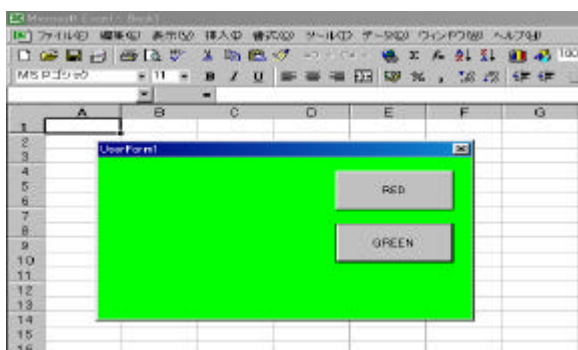 Microsoft Excel - Book1
ファイル(F) 編集(E) 表示(V) 挿入(I) 書式(O) ツール(T) データ(D) ウィンドウ(W) ヘルプ(H)
100
MS Pゴシック 11 B I U % ,
=
A B C D E F G
1
2
UserForm1
3
4
RED
5
6
7
8
GREEN
9
10
11
12
13
14
15
16